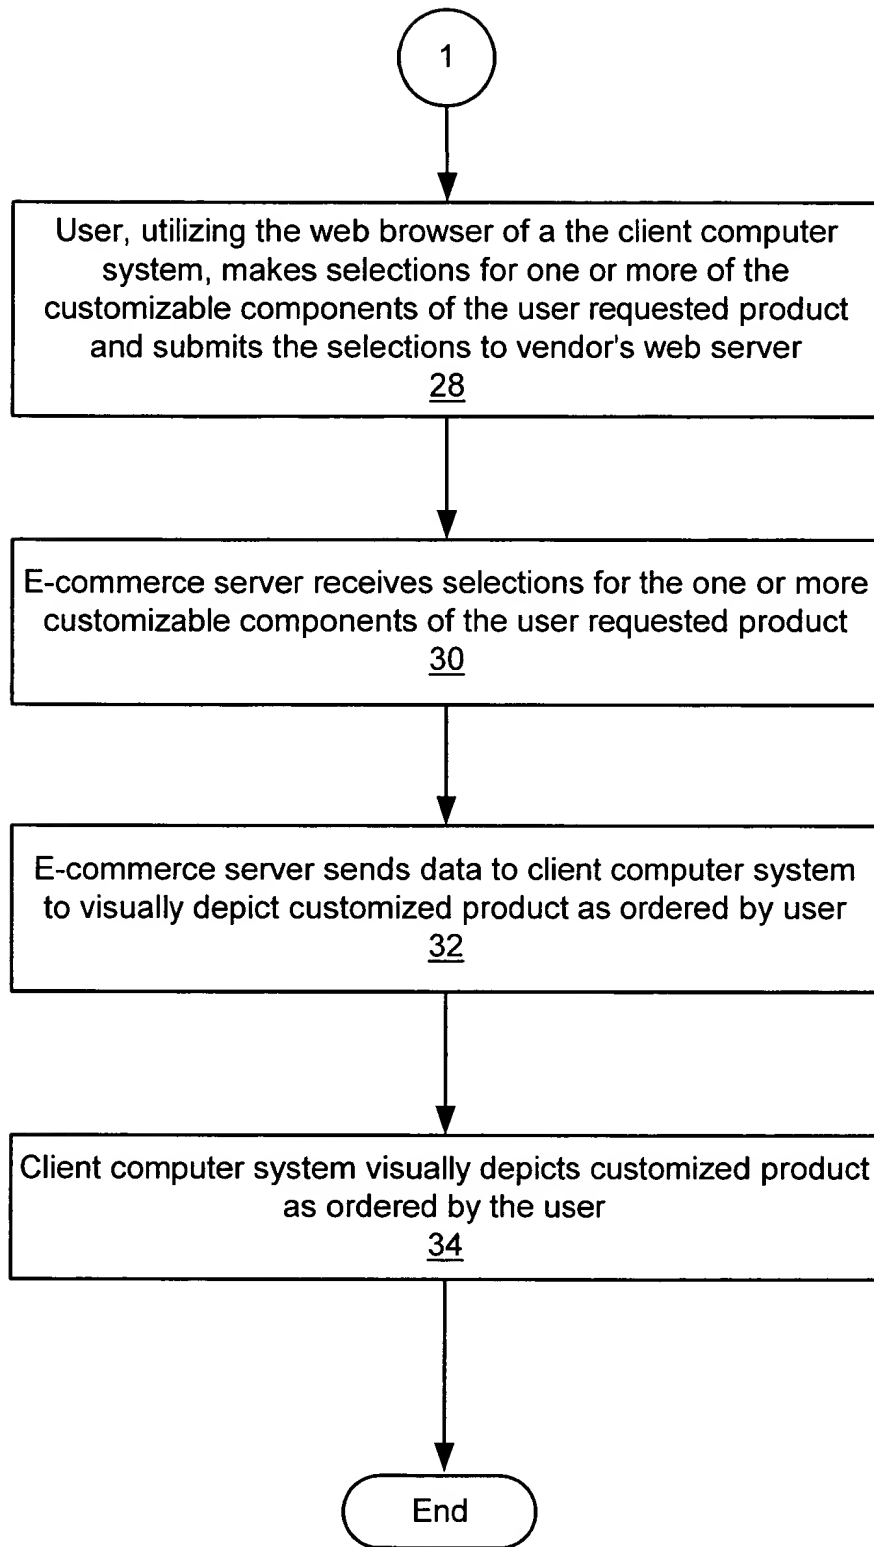 1
User, utilizing the web browser of a the client computer
system, makes selections for one or more of the
customizable components of the user requested product
and submits the selections to vendor's web server
28
E-commerce server receives selections for the one or more
customizable components of the user requested product
30
E-commerce server sends data to client computer system
to visually depict customized product as ordered by user
32
Client computer system visually depicts customized product
as ordered by the user
34
End